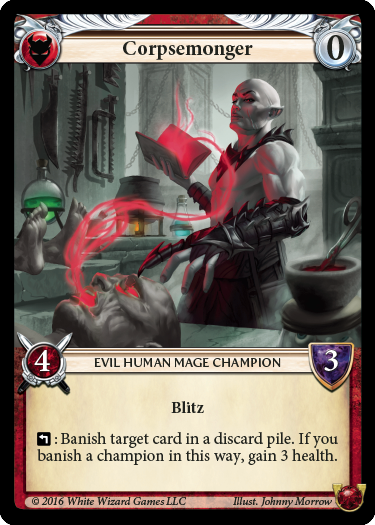 Corpsemonger
0
4
EVIL HUMAN MAGE CHAMPION
3
Blitz
: Banish target card in a discard pile. If you
banish a champion in this way, gain 3 health.
© 2016 White Wizard Games LLC
Illust. Johnny Morrow